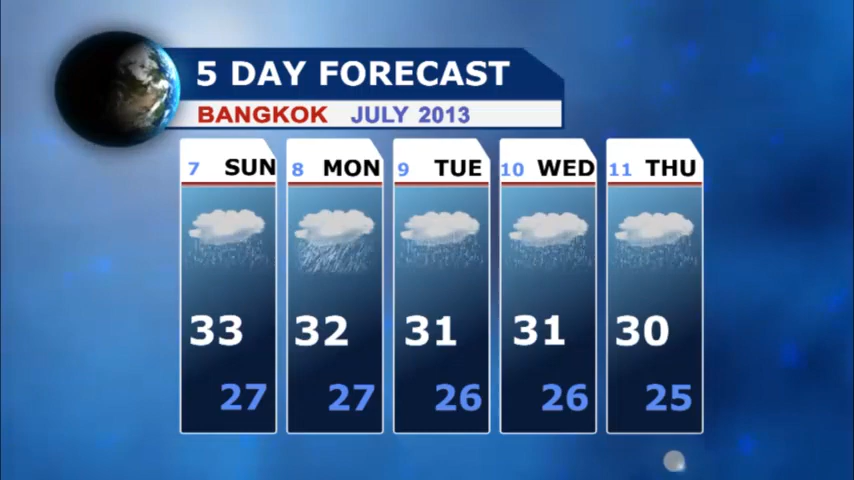 5 DAY FORECAST
BANGKOK JULY 2013
7 SUN 8 MON 9 TUE 10 WED 11 THU
33 32 31 31 30
27 27 26 26 25